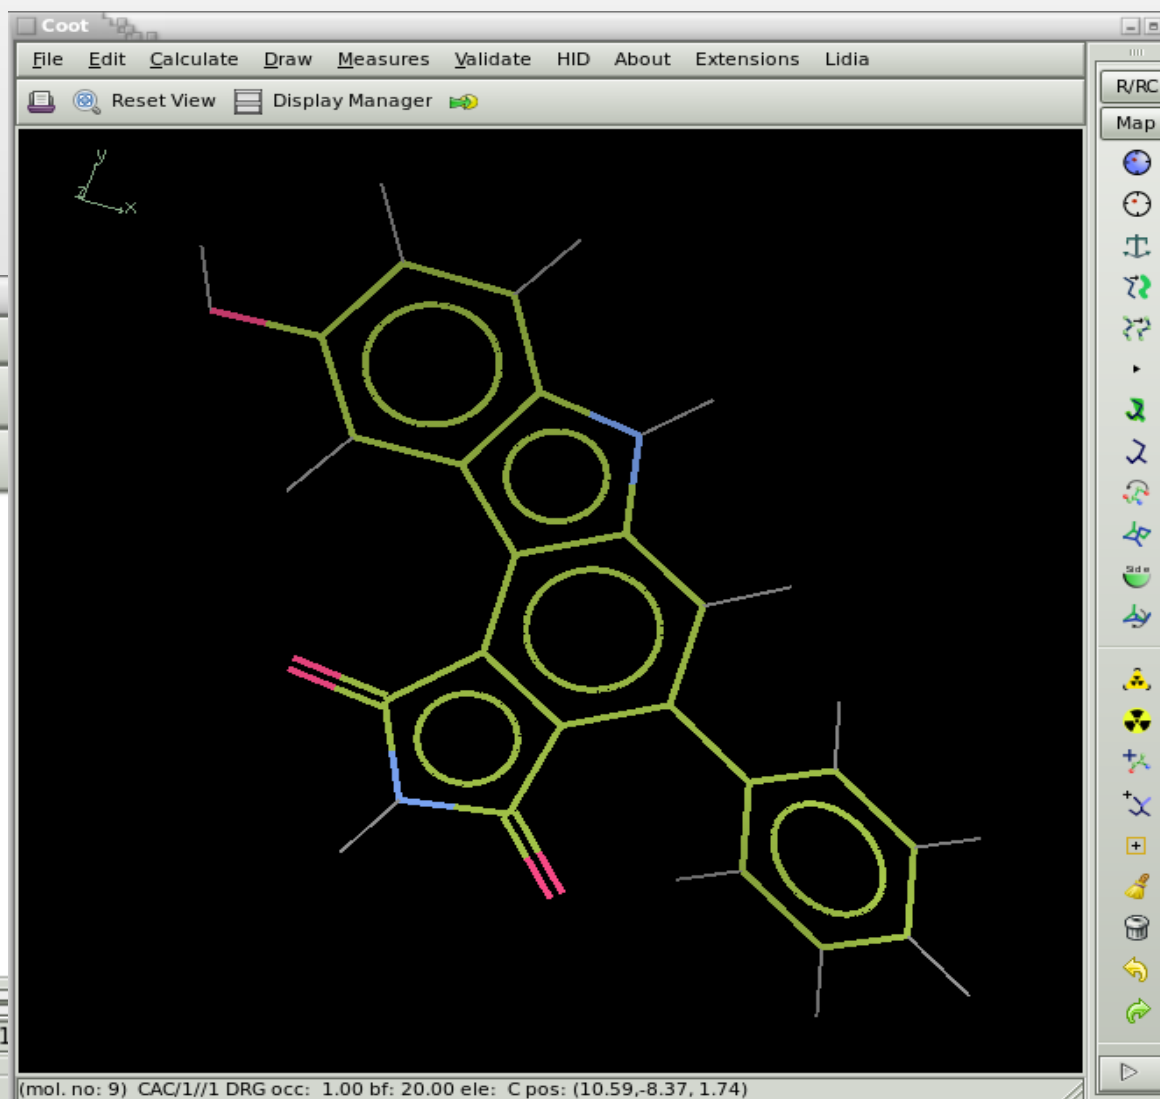 Coot
File Edit Calculate Draw Measures Validate HID About Extensions Lidia
Reset View Display Manager
R/RC
Map
y
z
x
Side
(mol. no: 9) CAC/1//1 DRG occ: 1.00 bf: 20.00 ele: C pos: (10.59,-8.37, 1.74)